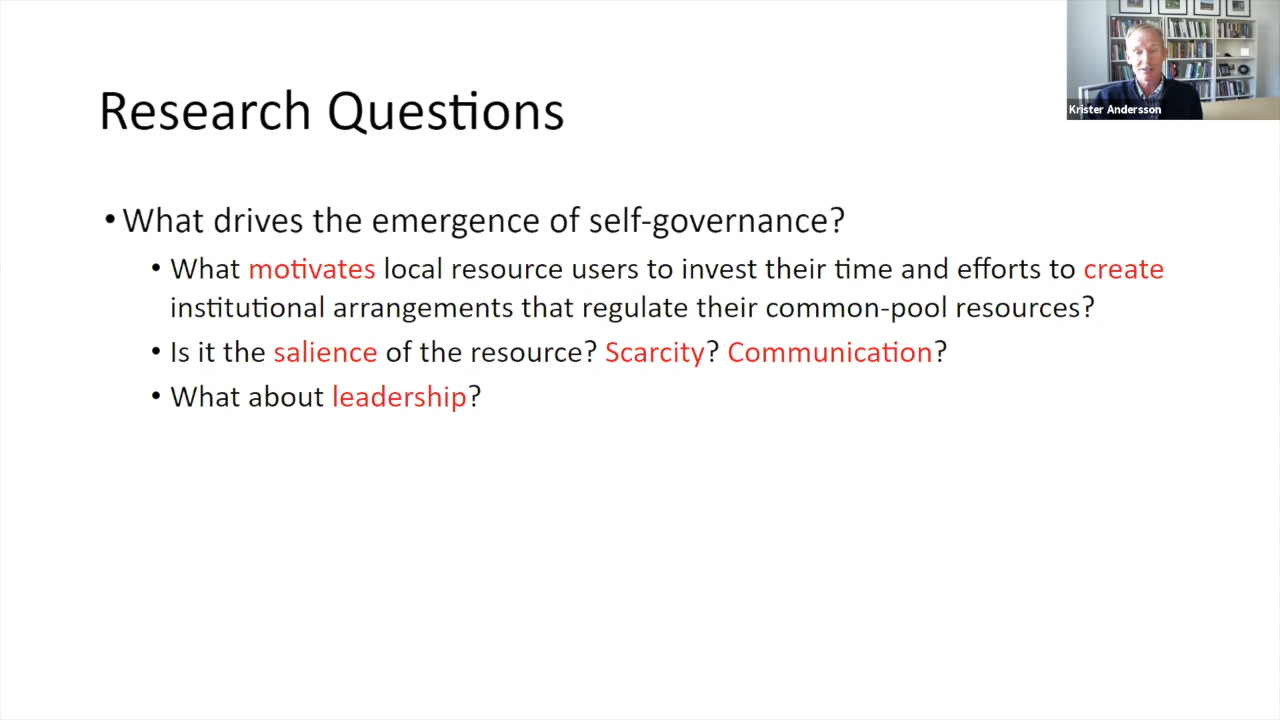 Research Questions
Krister Andersson
• What drives the emergence of self-governance?
• What motivates local resource users to invest their time and efforts to create
institutional arrangements that regulate their common-pool resources?
• Is it the salience of the resource? Scarcity? Communication?
• What about leadership?